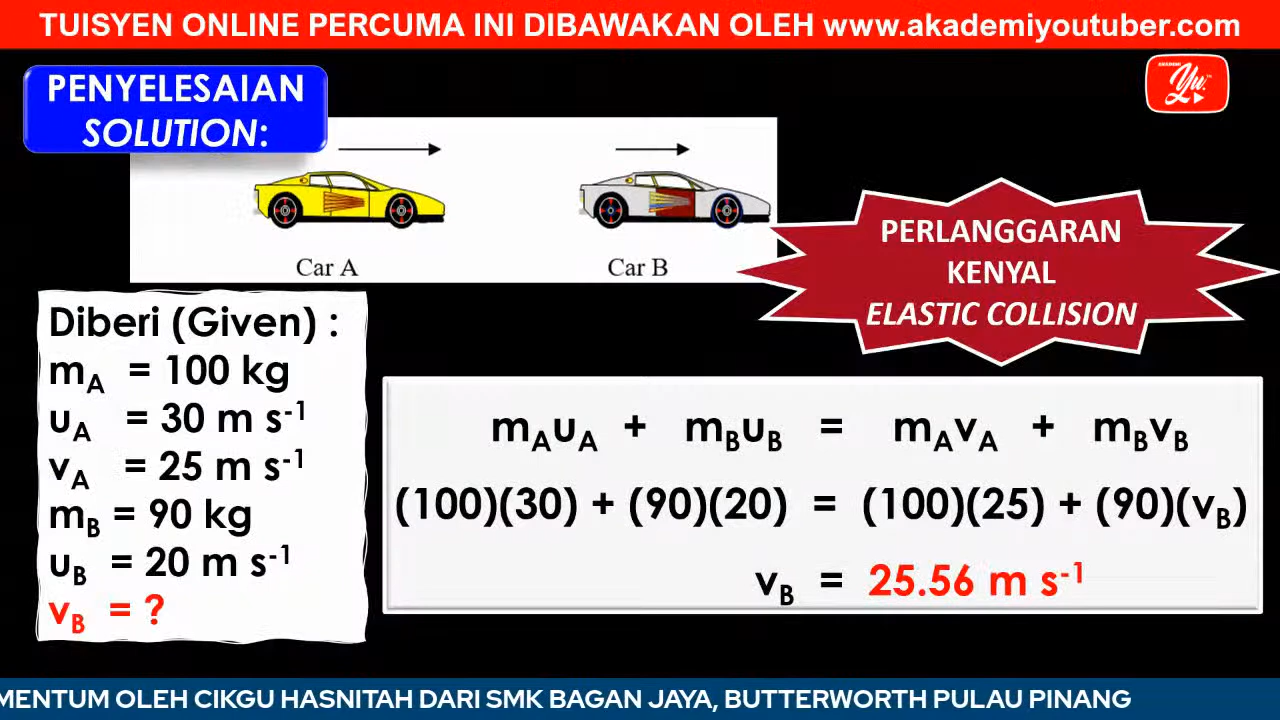 TUISYEN ONLINE PERCUMA INI DIBAWAKAN OLEH www.akademiyoutuber.com
PENYELESAIAN
SOLUTION:
Car A
Car B
PERLANGGARAN
KENYAL
ELASTIC COLLISION
Diberi (Given) :
mA = 100 kg
uA = 30 m s-1
vA = 25 m s-1
mB = 90 kg
uB = 20 m s-1
vB = ?
mAuA + mBuB = mAvA + mBvB
(100)(30) + (90)(20) = (100)(25) + (90)(vB)
vB = 25.56 m s-1
MENTUM OLEH CIKGU HASNITAH DARI SMK BAGAN JAYA, BUTTERWORTH PULAU PINANG